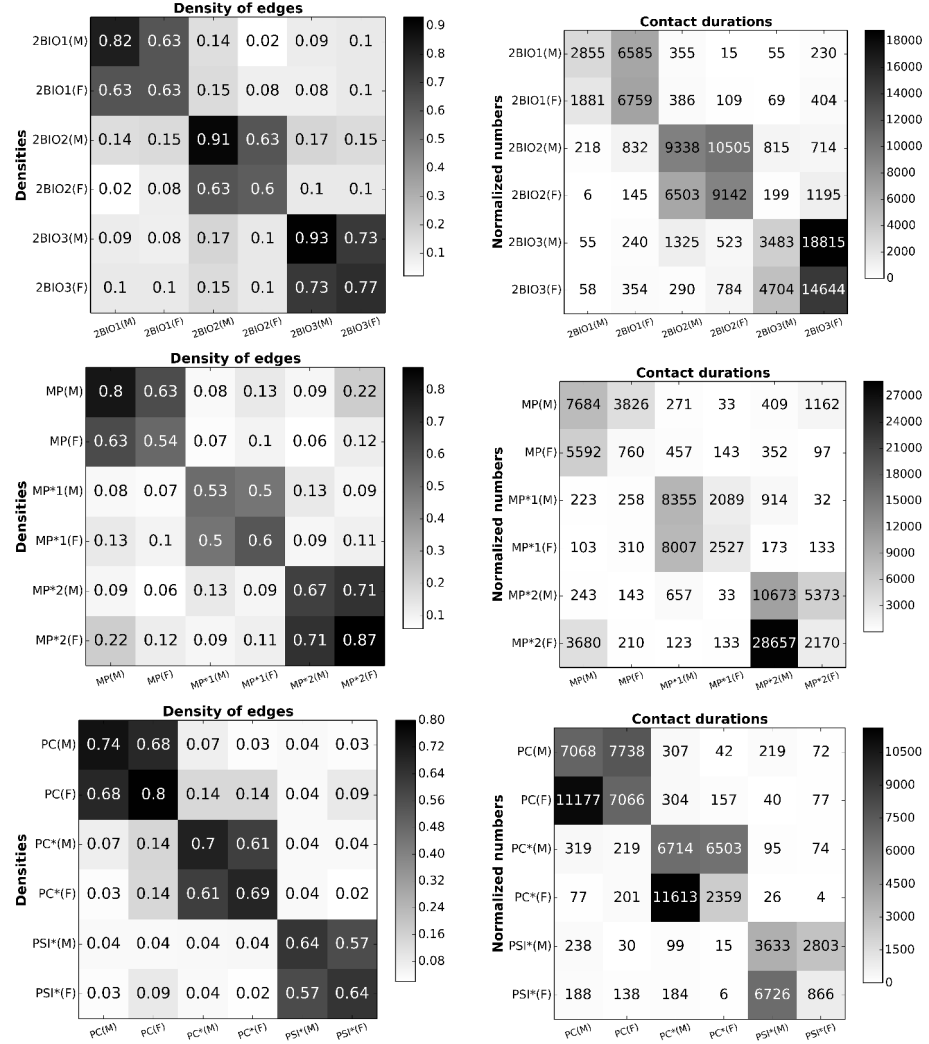 Density of edges
Densities
2BIO1(M) 0.82 0.63 0.14 0.02 0.09 0.1
2BIO1(F) 0.63 0.63 0.15 0.08 0.08 0.1
2BIO2(M) 0.14 0.15 0.91 0.63 0.17 0.15
2BIO2(F) 0.02 0.08 0.63 0.6 0.1 0.1
2BIO3(M) 0.09 0.08 0.17 0.1 0.93 0.73
2BIO3(F) 0.1 0.1 0.15 0.1 0.73 0.77
2BIO1(M) 2BIO1(F) 2BIO2(M) 2BIO2(F) 2BIO3(M) 2BIO3(F)
0.9
0.8
0.7
0.6
0.5
0.4
0.3
0.2
0.1
Contact durations
Normalized numbers
2BIO1(M) 2855 6585 355 15 55 230
2BIO1(F) 1881 6759 386 109 69 404
2BIO2(M) 218 832 9338 10505 815 714
2BIO2(F) 6 145 6503 9142 199 1195
2BIO3(M) 55 240 1325 523 3483 18815
2BIO3(F) 58 354 290 784 4704 14644
2BIO1(M) 2BIO1(F) 2BIO2(M) 2BIO2(F) 2BIO3(M) 2BIO3(F)
18000
16000
14000
12000
10000
8000
6000
4000
2000
0
Density of edges
Densities
MP(M) 0.8 0.63 0.08 0.13 0.09 0.22
MP(F) 0.63 0.54 0.07 0.1 0.06 0.12
MP*1(M) 0.08 0.07 0.53 0.5 0.13 0.09
MP*1(F) 0.13 0.1 0.5 0.6 0.09 0.11
MP*2(M) 0.09 0.06 0.13 0.09 0.67 0.71
MP*2(F) 0.22 0.12 0.09 0.11 0.71 0.87
MP(M) MP(F) MP*1(M) MP*1(F) MP*2(M) MP*2(F)
0.8
0.7
0.6
0.5
0.4
0.3
0.2
0.1
Contact durations
Normalized numbers
MP(M) 7684 3826 271 33 409 1162
MP(F) 5592 760 457 143 352 97
MP*1(M) 223 258 8355 2089 914 32
MP*1(F) 103 310 8007 2527 173 133
MP*2(M) 243 143 657 33 10673 5373
MP*2(F) 3680 210 123 133 28657 2170
MP(M) MP(F) MP*1(M) MP*1(F) MP*2(M) MP*2(F)
27000
24000
21000
18000
15000
12000
9000
6000
3000
Density of edges
Densities
PC(M) 0.74 0.68 0.07 0.03 0.04 0.03
PC(F) 0.68 0.8 0.14 0.14 0.04 0.09
PC*(M) 0.07 0.14 0.7 0.61 0.04 0.04
PC*(F) 0.03 0.14 0.61 0.69 0.04 0.02
PSI*(M) 0.04 0.04 0.04 0.04 0.64 0.57
PSI*(F) 0.03 0.09 0.04 0.02 0.57 0.64
PC(M) PC(F) PC*(M) PC*(F) PSI*(M) PSI*(F)
0.80
0.72
0.64
0.56
0.48
0.40
0.32
0.24
0.16
0.08
Contact durations
Normalized numbers
PC(M) 7068 7738 307 42 219 72
PC(F) 11177 7066 304 157 40 77
PC*(M) 319 219 6714 6503 95 74
PC*(F) 77 201 11613 2359 26 4
PSI*(M) 238 30 99 15 3633 2803
PSI*(F) 188 138 184 6 6726 866
PC(M) PC(F) PC*(M) PC*(F) PSI*(M) PSI*(F)
10500
9000
7500
6000
4500
3000
1500
0